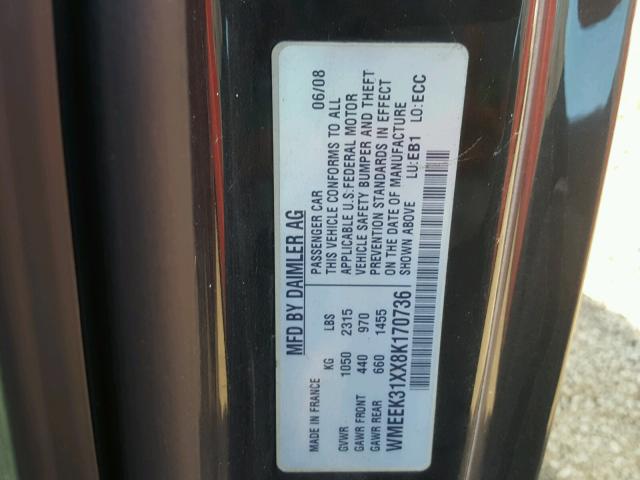 MFD BY DAIMLER AG 06/08
MADE IN FRANCE KG LBS
GVWR 1050 2315
GAWR FRONT 440 970
GAWR REAR 660 1455
PASSENGER CAR
THIS VEHICLE CONFORMS TO ALL
APPLICABLE U.S:FEDERAL MOTOR
VEHICLE SAFETY BUMPER AND THEFT
PREVENTION STANDARDS IN EFFECT
ON THE DATE OF MANUFACTURE
SHOWN ABOVE
WMEEK31XX8K170736 LU:EB1 LO:ECC